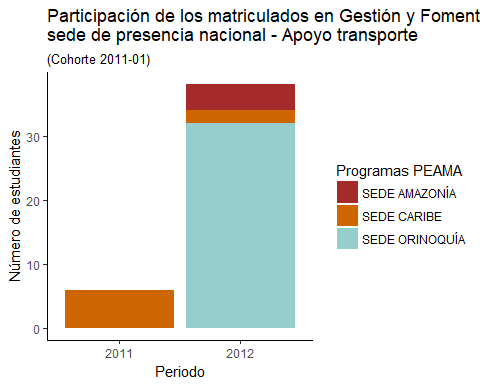 Participación de los matriculados en Gestión y Foment
sede de presencia nacional - Apoyo transporte
(Cohorte 2011-01)
Número de estudiantes
30
20
10
0
2011
2012
Periodo
Programas PEAMA
SEDE AMAZONÍA
SEDE CARIBE
SEDE ORINOQUÍA